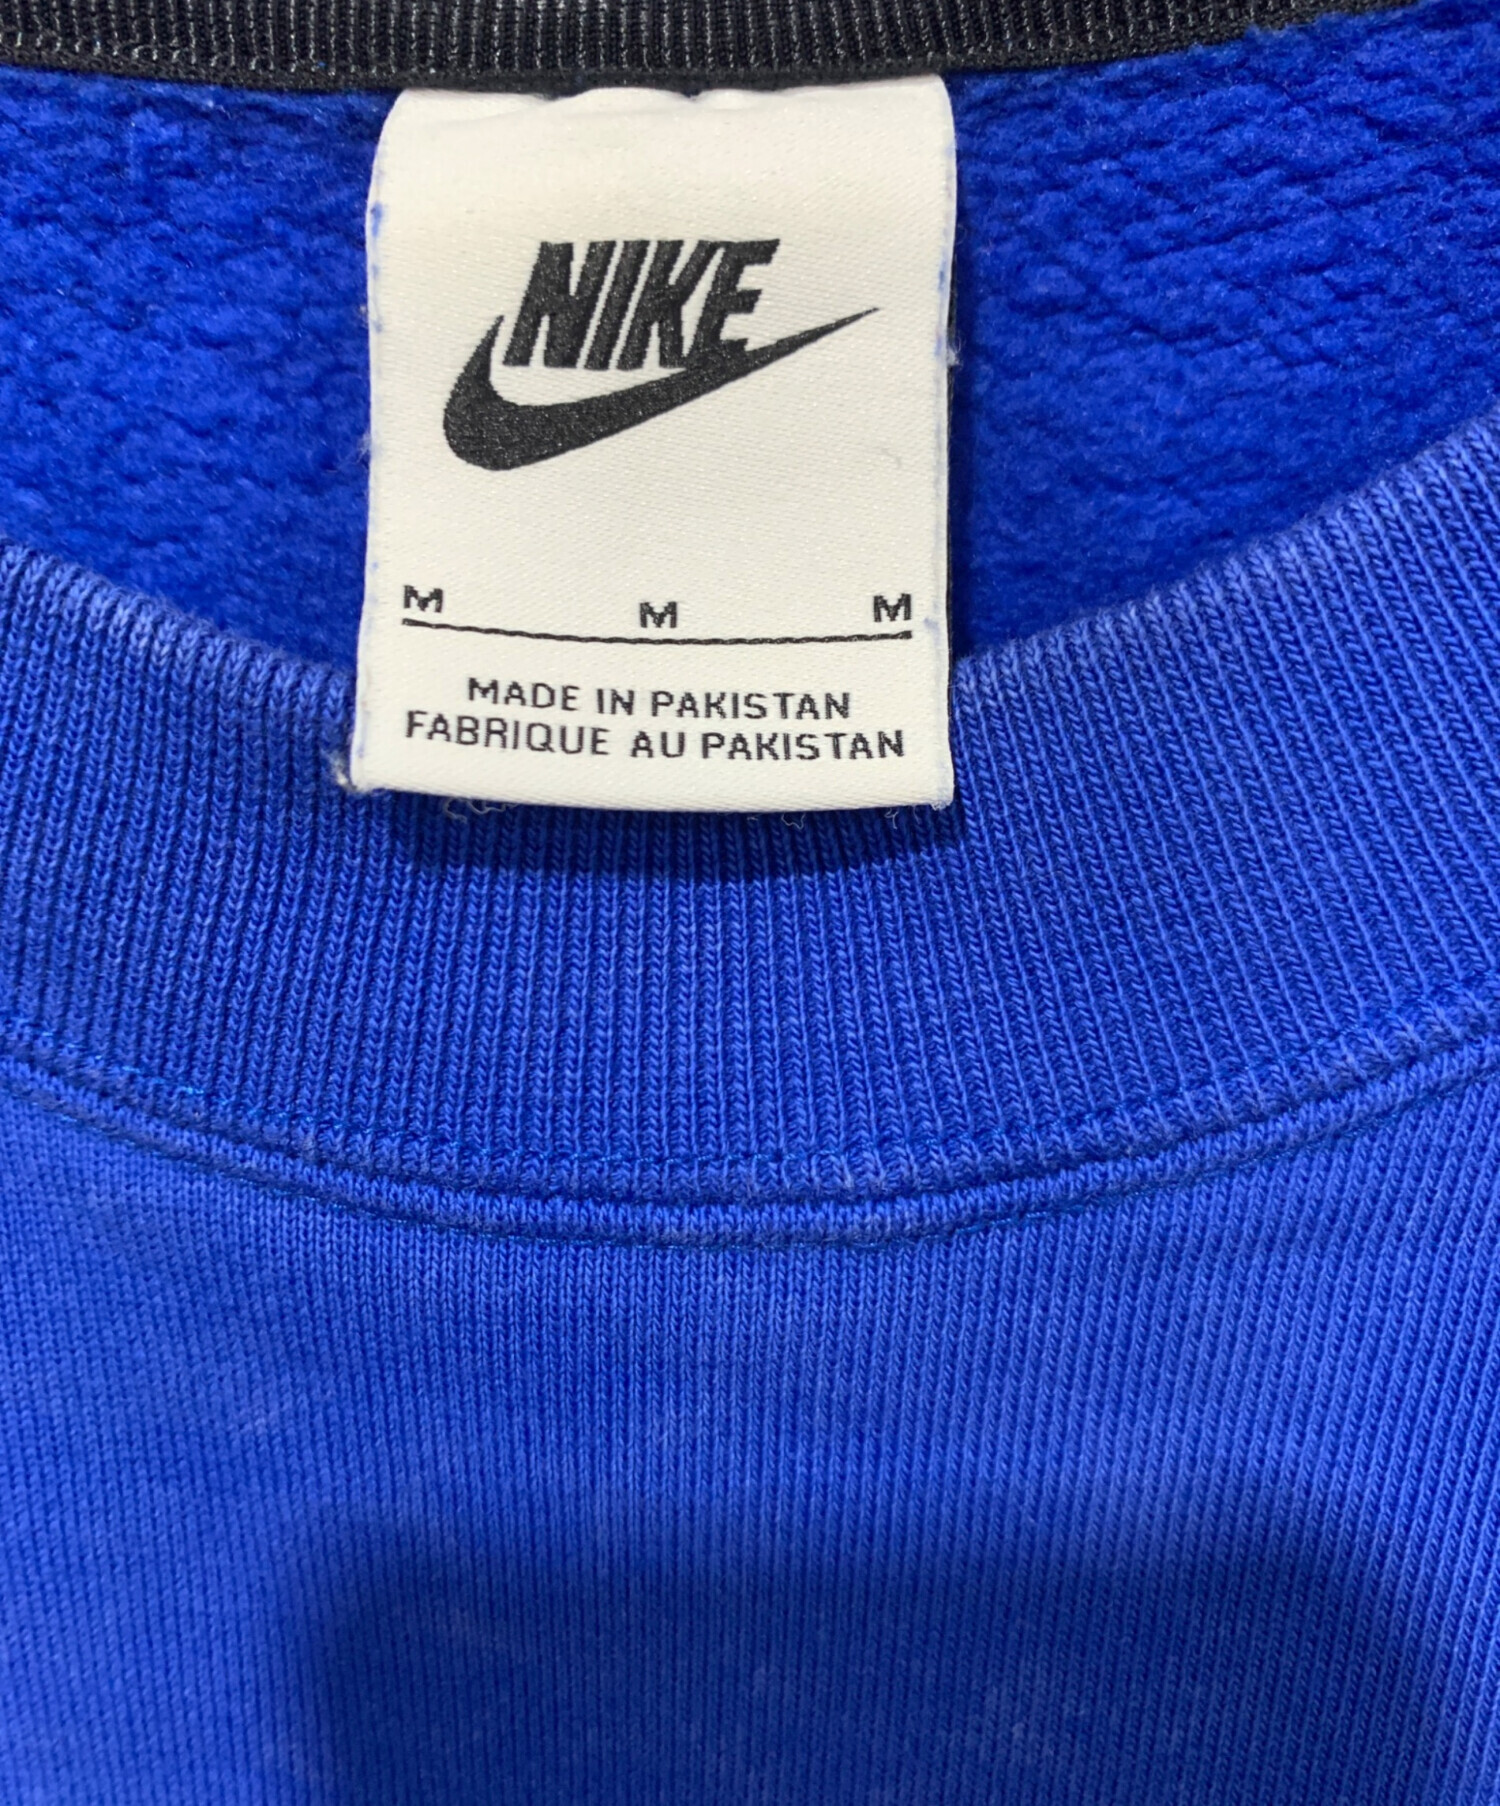 NIKE
M M M
MADE IN PAKISTAN
FABRIQUE AU PAKISTAN